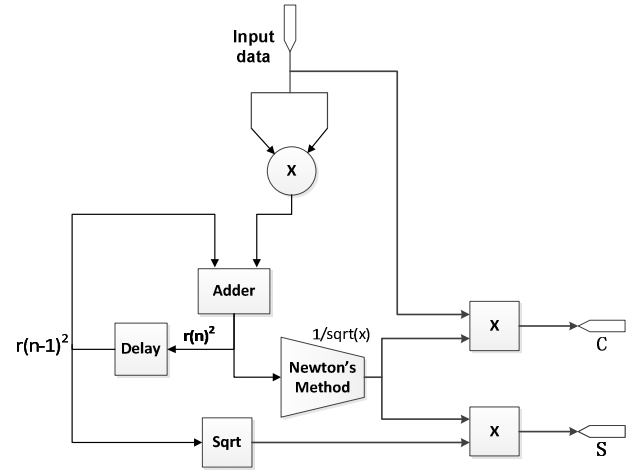 Input
data
X
Adder
r(n-1)²
Delay
r(n)²
1/sqrt(x)
Newton's
Method
X
C
Sqrt
X
S